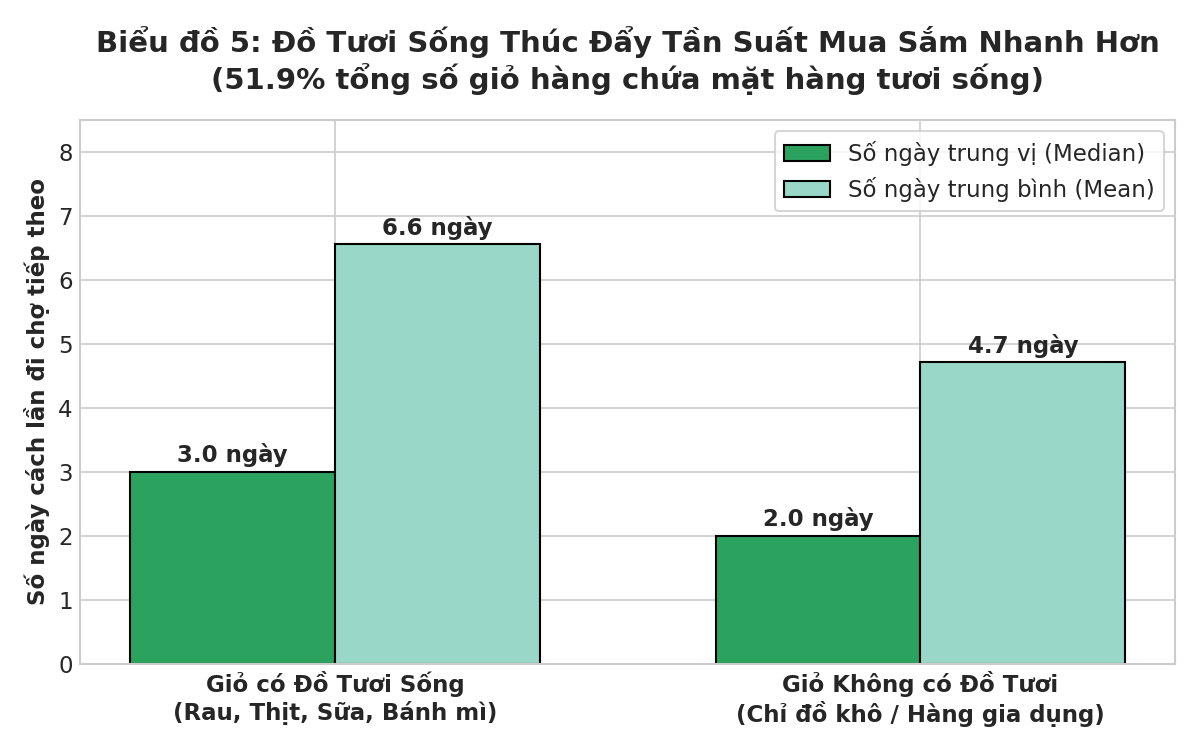 Biểu đồ 5: Đồ Tươi Sống Thúc Đẩy Tần Suất Mua Sắm Nhanh Hơn
(51.9% tổng số giỏ hàng chứa mặt hàng tươi sống)
Số ngày trung vị (Median)
Số ngày trung bình (Mean)
Số ngày cách lần đi chợ tiếp theo
8
7
6
5
4
3
2
1
0
3.0 ngày
6.6 ngày
2.0 ngày
4.7 ngày
Giỏ có Đồ Tươi Sống
(Rau, Thịt, Sữa, Bánh mì)
Giỏ Không có Đồ Tươi
(Chỉ đồ khô / Hàng gia dụng)